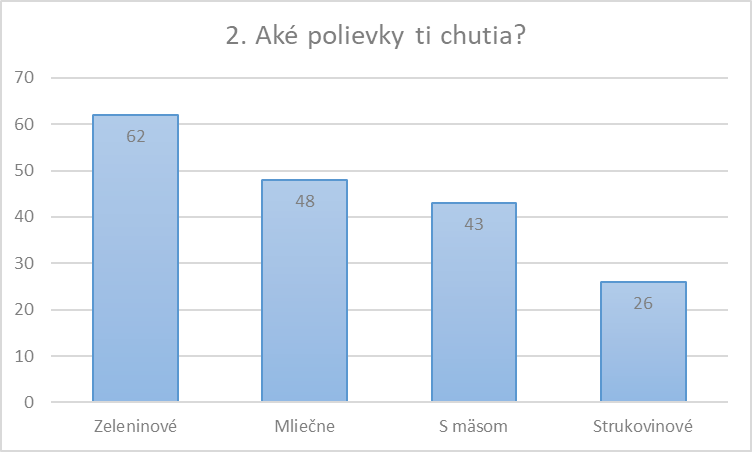 2. Aké polievky ti chutia?
70
60
50
40
30
20
10
0
62
48
43
26
Zeleninové
Mliečne
S mäsom
Strukovinové